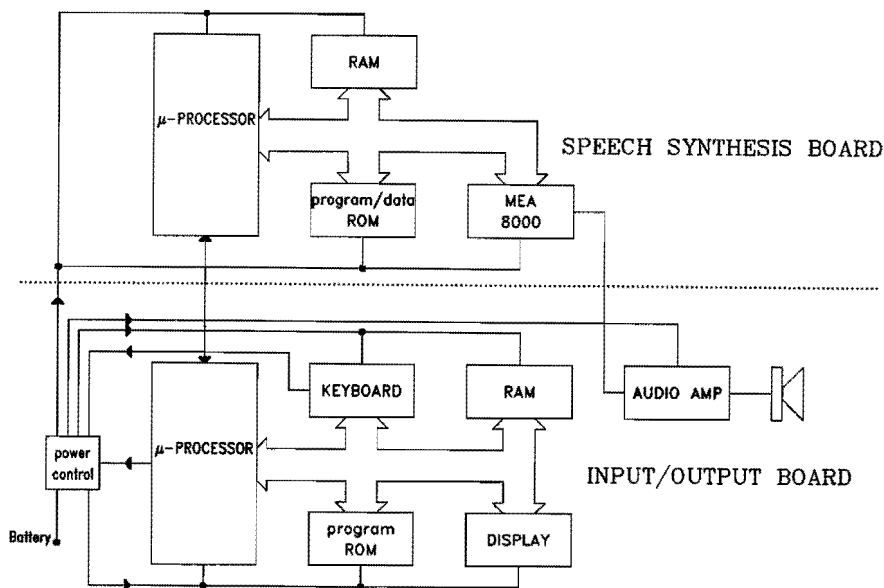 RAM
μ-PROCESSOR
SPEECH SYNTHESIS BOARD
program/data
ROM
MEA
8000
KEYBOARD
RAM
AUDIO AMP
μ-PROCESSOR
power
control
INPUT/OUTPUT BOARD
program
ROM
DISPLAY
Battery